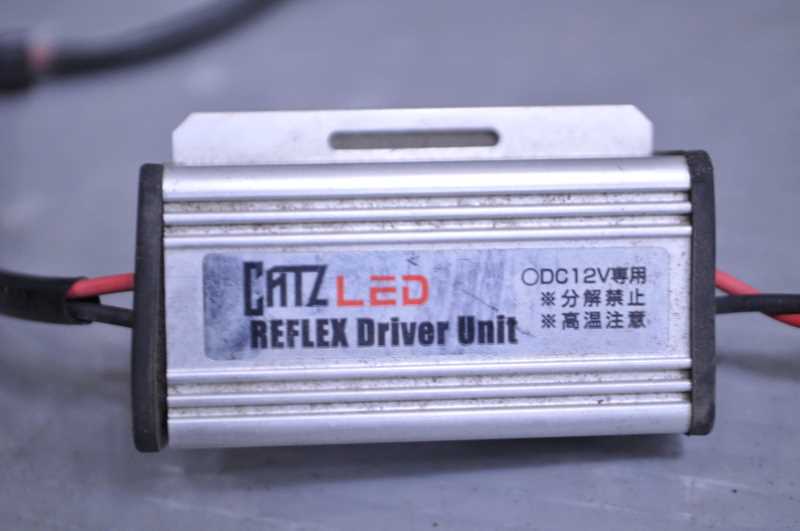 CATZ LED
REFLEX Driver Unit
○DC12V専用
※分解禁止
※高温注意